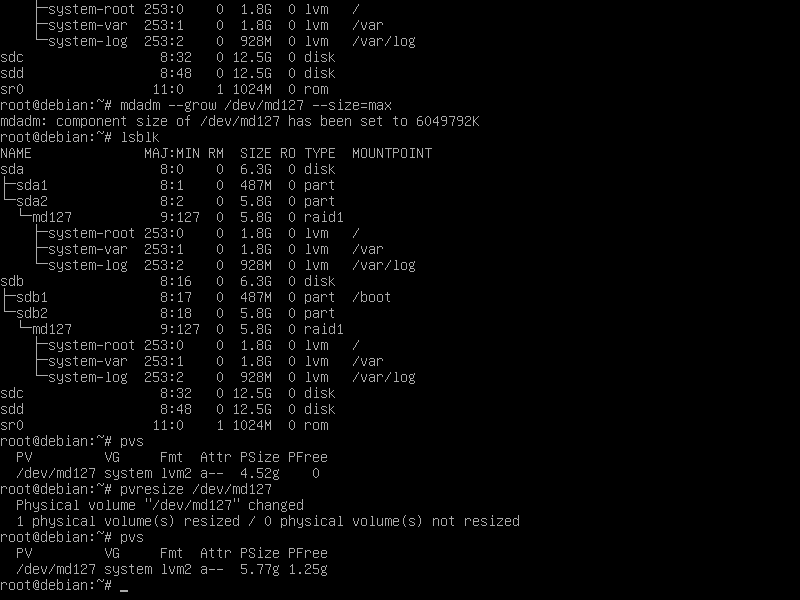 ├─system-root 253:0    0  1.8G  0 lvm   /
    ├─system-var  253:1    0  1.8G  0 lvm   /var
    └─system-log  253:2    0  928M  0 lvm   /var/log
sdc                 8:32   0 12.5G  0 disk
sdd                 8:48   0 12.5G  0 disk
sr0                11:0    1 1024M  0 rom
root@debian:~# mdadm --grow /dev/md127 --size=max
mdadm: component size of /dev/md127 has been set to 6049792K
root@debian:~# lsblk
NAME              MAJ:MIN RM  SIZE RO TYPE  MOUNTPOINT
sda                 8:0    0  6.3G  0 disk
├─sda1              8:1    0  487M  0 part
└─sda2              8:2    0  5.8G  0 part
  └─md127           9:127  0  5.8G  0 raid1
    ├─system-root 253:0    0  1.8G  0 lvm   /
    ├─system-var  253:1    0  1.8G  0 lvm   /var
    └─system-log  253:2    0  928M  0 lvm   /var/log
sdb                 8:16   0  6.3G  0 disk
├─sdb1              8:17   0  487M  0 part  /boot
└─sdb2              8:18   0  5.8G  0 part
  └─md127           9:127  0  5.8G  0 raid1
    ├─system-root 253:0    0  1.8G  0 lvm   /
    ├─system-var  253:1    0  1.8G  0 lvm   /var
    └─system-log  253:2    0  928M  0 lvm   /var/log
sdc                 8:32   0 12.5G  0 disk
sdd                 8:48   0 12.5G  0 disk
sr0                11:0    1 1024M  0 rom
root@debian:~# pvs
  PV         VG     Fmt  Attr PSize PFree
  /dev/md127 system lvm2 a--  4.52g    0
root@debian:~# pvresize /dev/md127
  Physical volume "/dev/md127" changed
  1 physical volume(s) resized / 0 physical volume(s) not resized
root@debian:~# pvs
  PV         VG     Fmt  Attr PSize PFree
  /dev/md127 system lvm2 a--  5.77g 1.25g
root@debian:~# _